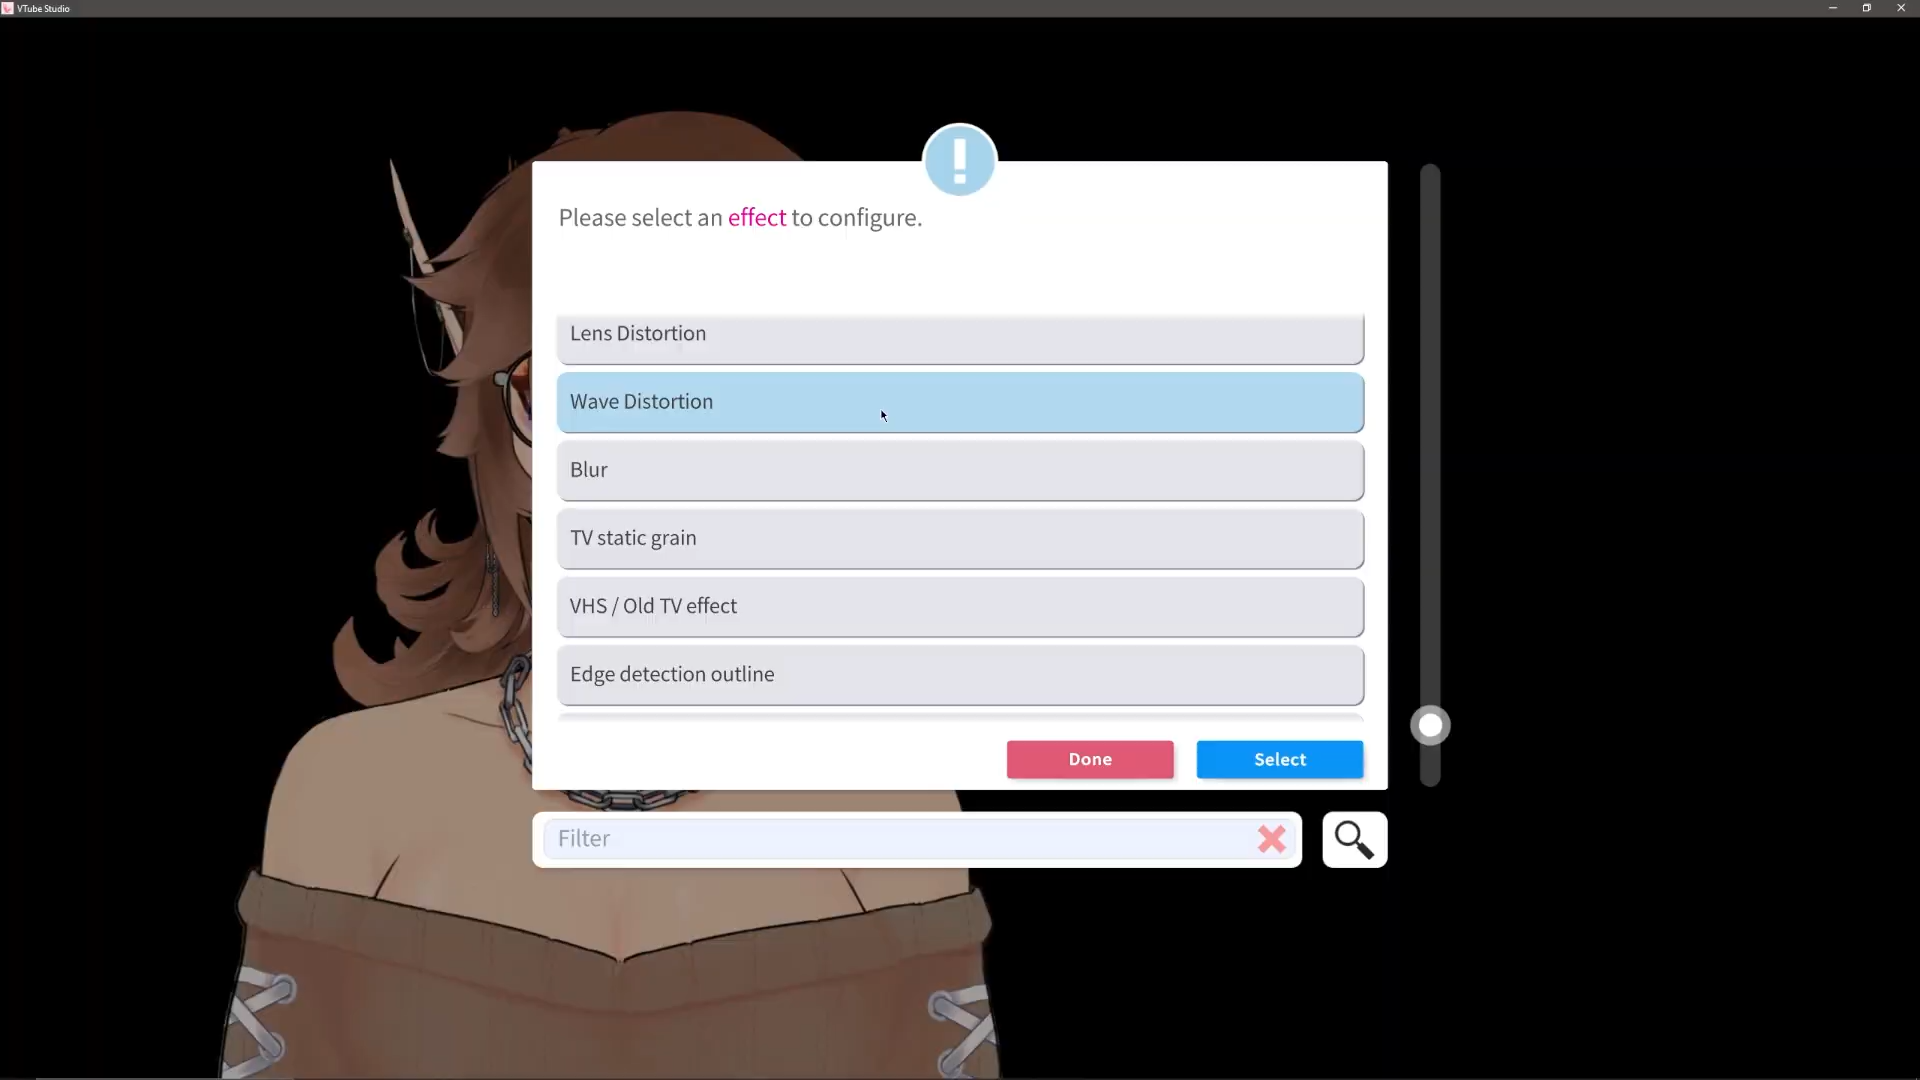 VTube Studio
Please select an effect to configure.
Lens Distortion
Wave Distortion
Blur
TV static grain
VHS / Old TV effect
Edge detection outline
Done
Select
Filter